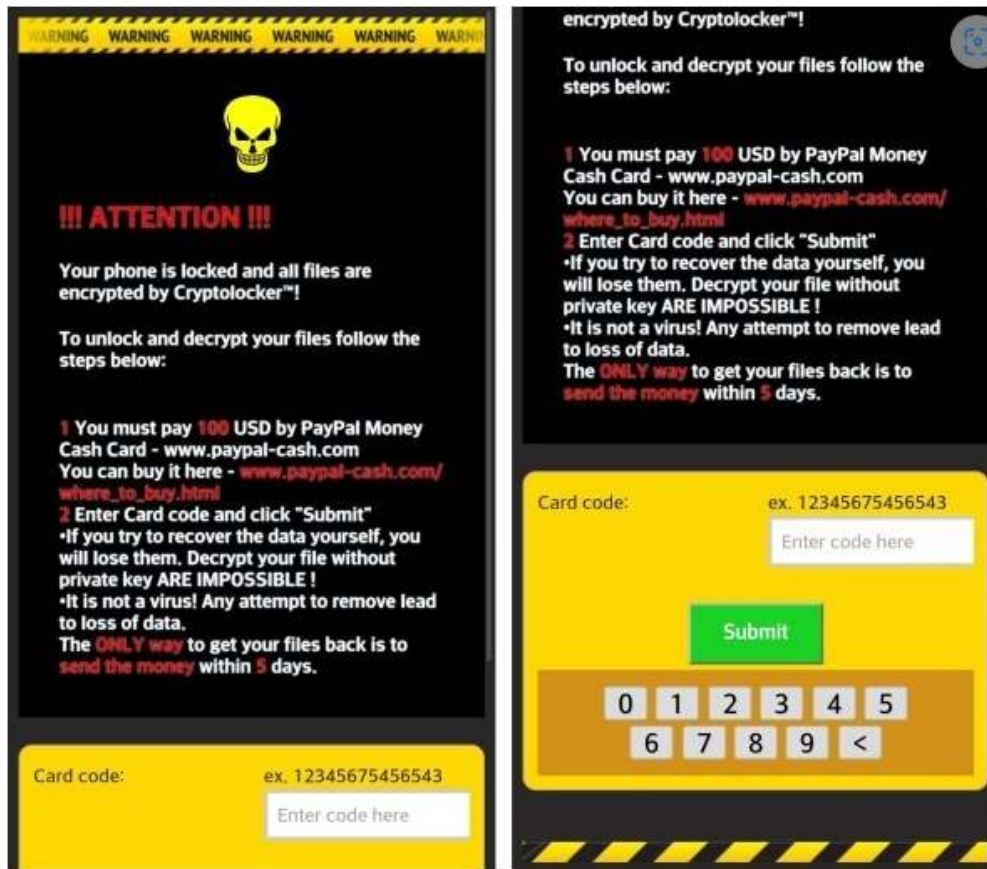 WARNING WARNING WARNING WARNING WARNING
!!! ATTENTION !!!
Your phone is locked and all files are
encrypted by Cryptolocker™!
To unlock and decrypt your files follow the
steps below:
1 You must pay 100 USD by PayPal Money
Cash Card - www.paypal-cash.com
You can buy it here - www.paypal-cash.com/
where_to_buy.html
2 Enter Card code and click "Submit"
•If you try to recover the data yourself, you
will lose them. Decrypt your file without
private key ARE IMPOSSIBLE !
•It is not a virus! Any attempt to remove lead
to loss of data.
The ONLY way to get your files back is to
send the money within 5 days.
Card code: ex. 12345675456543
Enter code here
encrypted by Cryptolocker™!
To unlock and decrypt your files follow the
steps below:
1 You must pay 100 USD by PayPal Money
Cash Card - www.paypal-cash.com
You can buy it here - www.paypal-cash.com/
where_to_buy.html
2 Enter Card code and click "Submit"
•If you try to recover the data yourself, you
will lose them. Decrypt your file without
private key ARE IMPOSSIBLE !
•It is not a virus! Any attempt to remove lead
to loss of data.
The ONLY way to get your files back is to
send the money within 5 days.
Card code: ex. 12345675456543
Enter code here
Submit
0 1 2 3 4 5
6 7 8 9 <